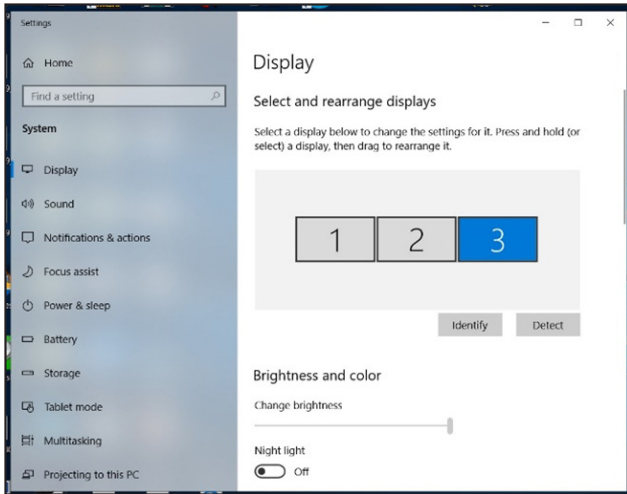 Settings
Home
Find a setting
System
Display
Sound
Notifications & actions
Focus assist
Power & sleep
Battery
Storage
Tablet mode
Multitasking
Projecting to this PC
Display
Select and rearrange displays
Select a display below to change the settings for it. Press and hold (or
select) a display, then drag to rearrange it.
1 2 3
Identify Detect
Brightness and color
Change brightness
Night light
Off